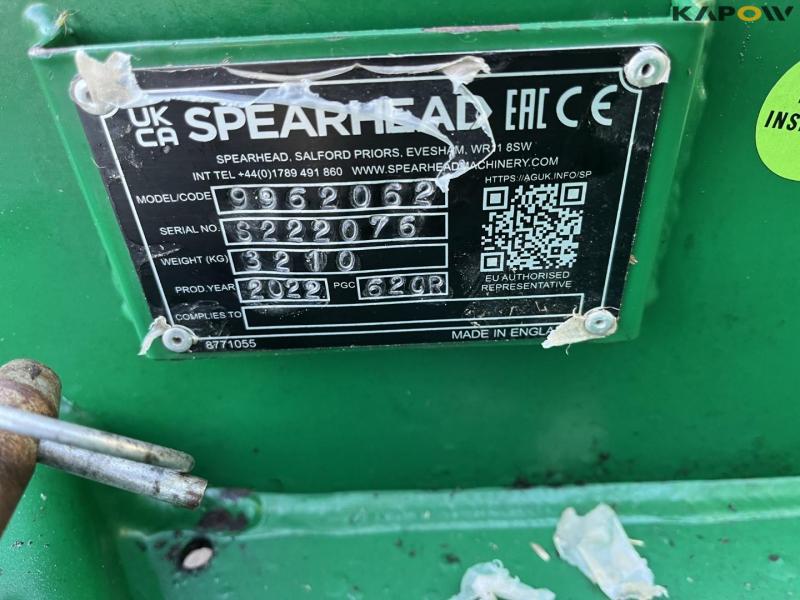 KAPOW
UK
CA SPEARHEAD EAC CE
SPEARHEAD, SALFORD PRIORS, EVESHAM, WR11 8SW
INT TEL +44(0)1789 491 860 WWW.SPEARHEADMACHINERY.COM
MODEL/CODE 9962062
HTTPS://AGUK.INFO/SP
SERIAL NO. S222076
WEIGHT (KG) 3210
PROD.YEAR 2022 PGC 620R
EU AUTHORISED
REPRESENTATIVE
COMPLIES TO
8771055
MADE IN ENGLAND